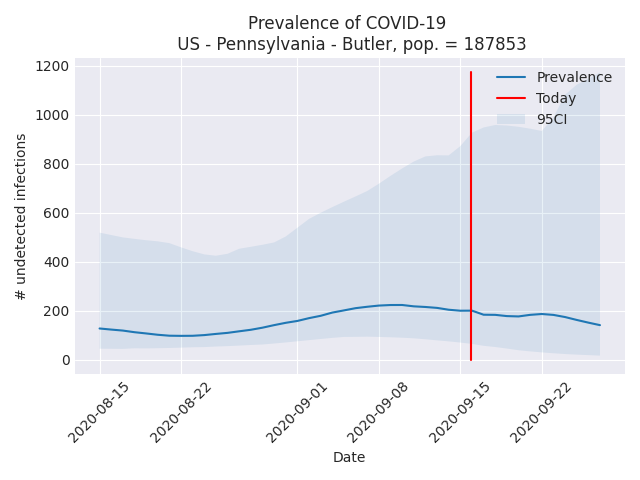 Prevalence of COVID-19
US - Pennsylvania - Butler, pop. = 187853
1200
1000
800
600
400
200
0
# undetected infections
Prevalence
Today
95CI
2020-08-15
2020-08-22
2020-09-01
2020-09-08
2020-09-15
2020-09-22
Date